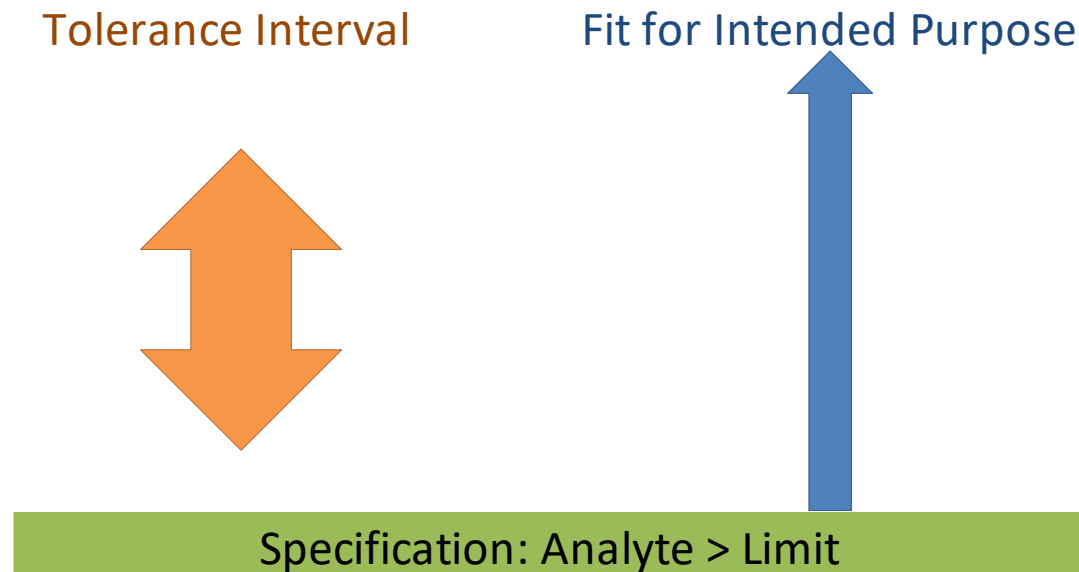 Tolerance Interval
Fit for Intended Purpose
Specification: Analyte > Limit